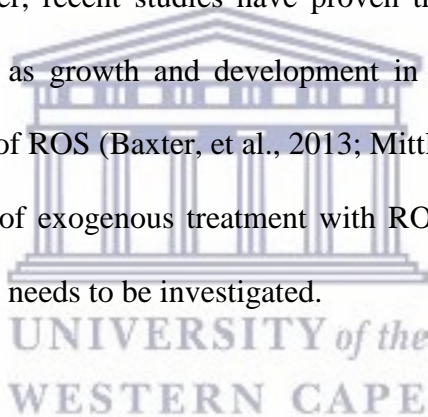 er, recent studies have proven th
as growth and development in
of ROS (Baxter, et al., 2013; Mittl
of exogenous treatment with RO
needs to be investigated.
UNIVERSITY of the
WESTERN CAPE